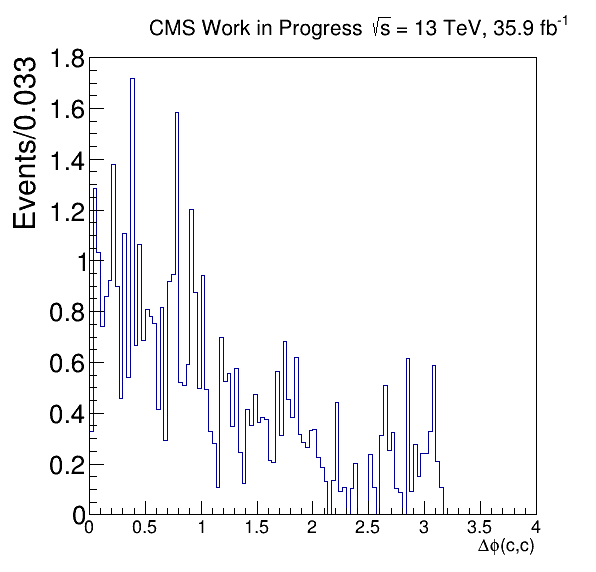 CMS Work in Progress √s = 13 TeV, 35.9 fb⁻¹
Events/0.033
1.8
1.6
1.4
1.2
1
0.8
0.6
0.4
0.2
0
0 0.5 1 1.5 2 2.5 3 3.5 4
Δϕ(c,c)